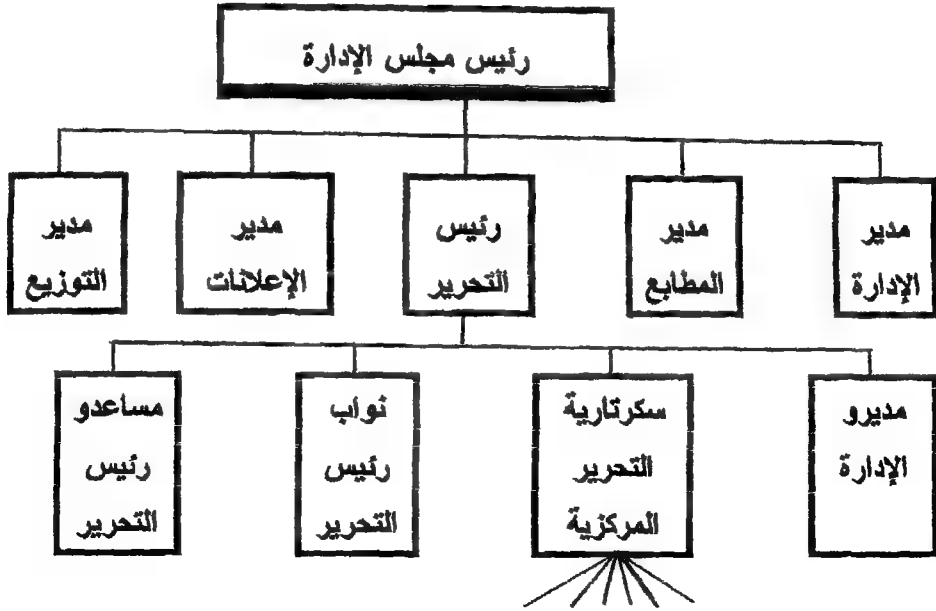 رئيس مجلس الإدارة
مدير
الإدارة
مدير
المطابع
رئيس
التحرير
مدير
الإعلانات
مدير
التوزيع
مديرو
الإدارة
سكرتارية
التحرير
المركزية
نواب
رئيس
التحرير
مساعدو
رئيس
التحرير